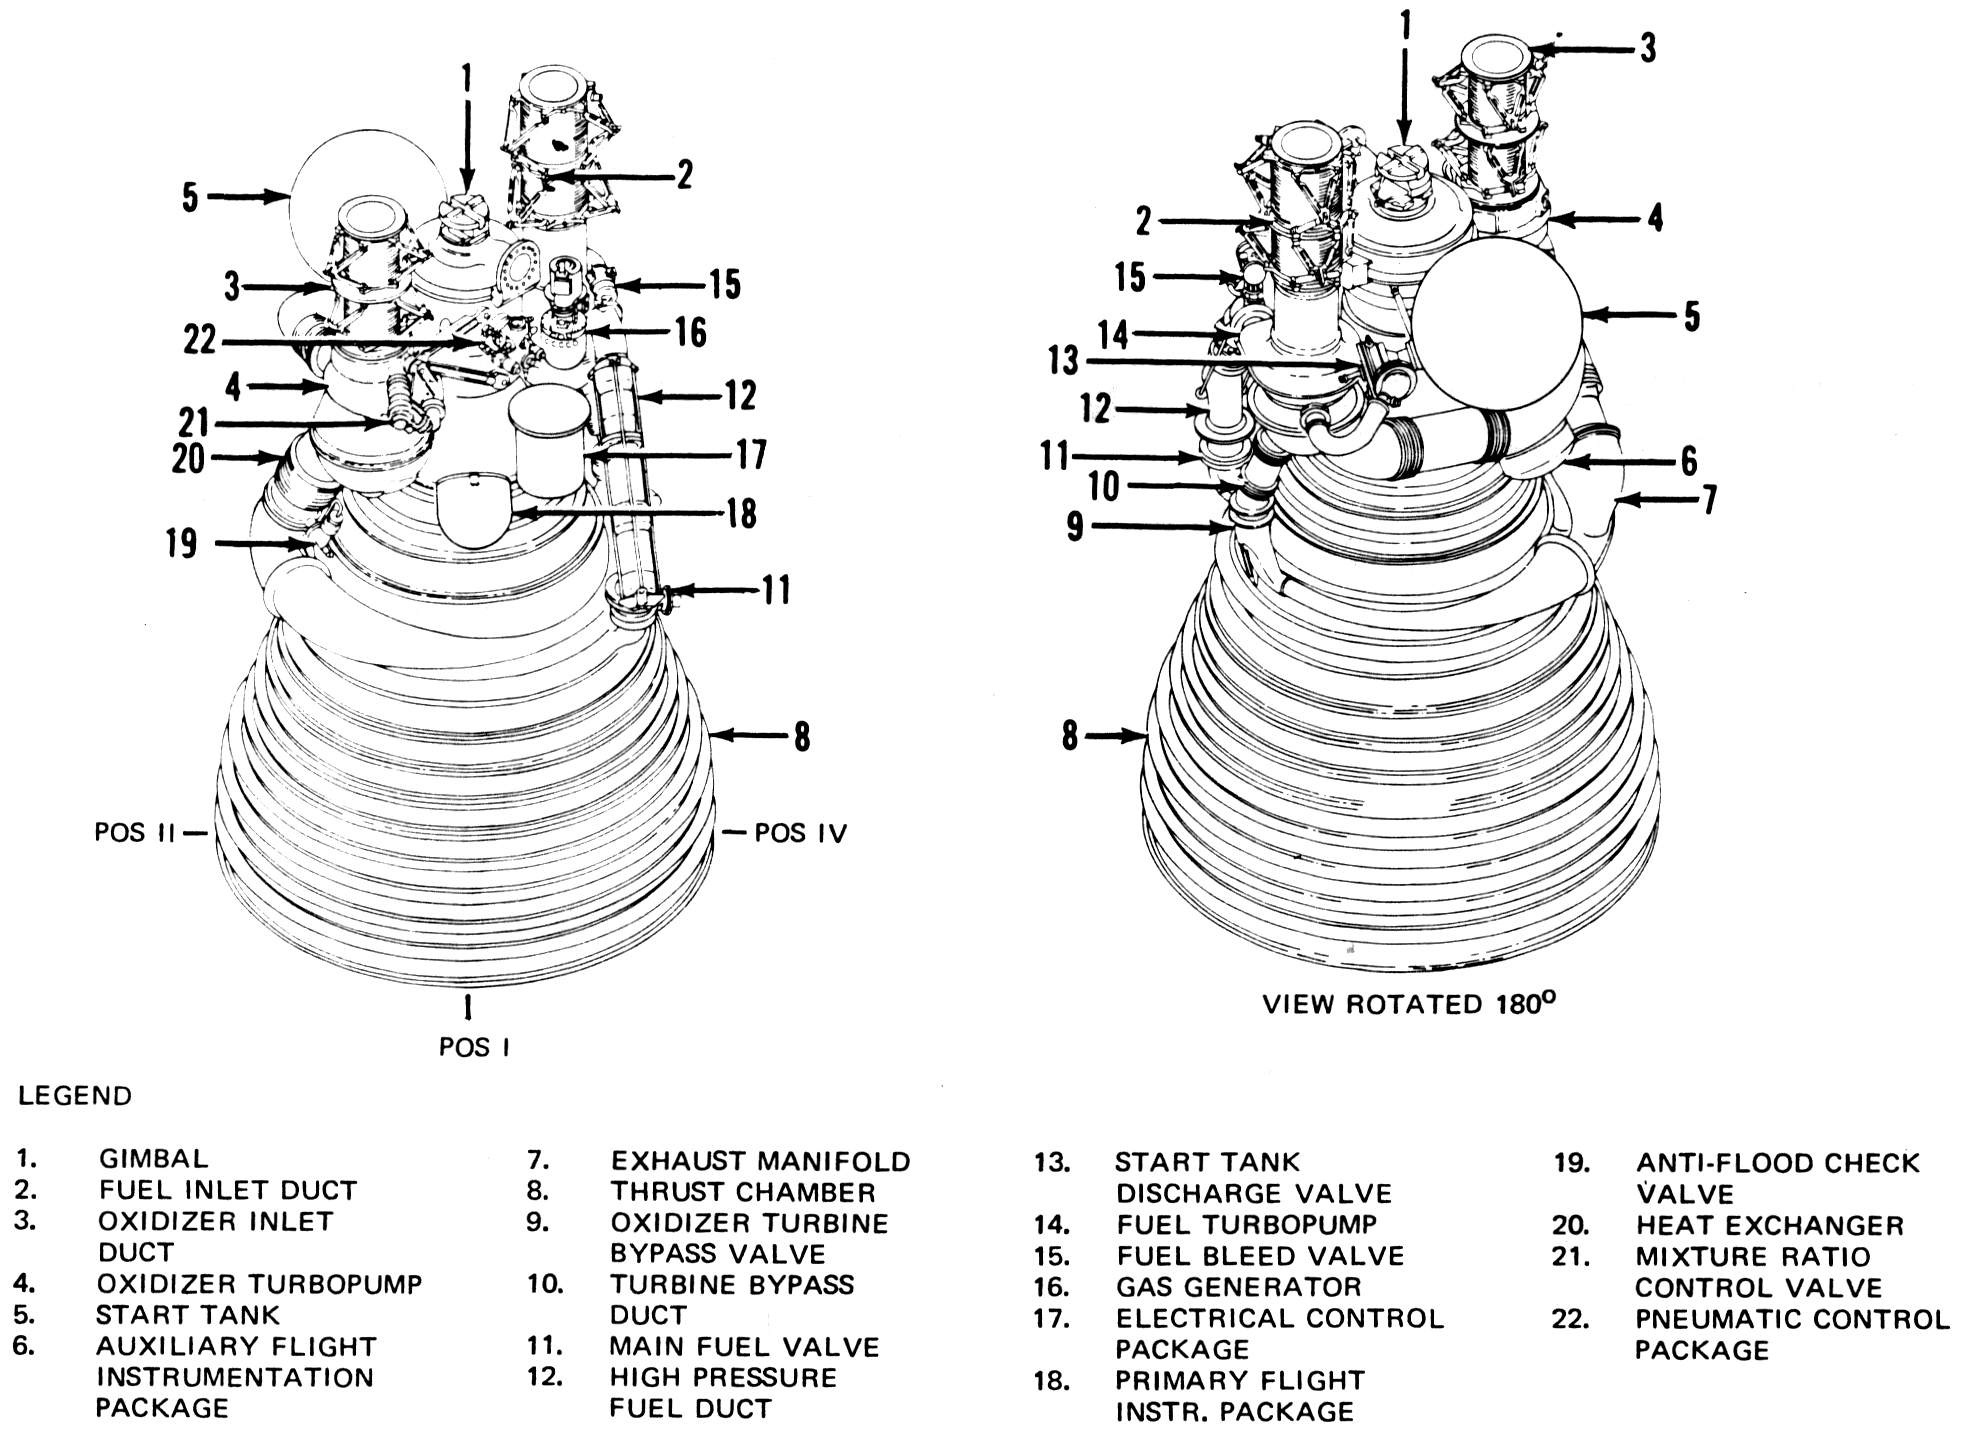 1
2
5
3
15
22
16
4
12
21
20
17
18
19
11
8
POS II
POS IV
POS I
1
3
2
4
15
5
14
13
12
11
6
10
7
9
8
VIEW ROTATED 180°
LEGEND
1. GIMBAL
2. FUEL INLET DUCT
3. OXIDIZER INLET
DUCT
4. OXIDIZER TURBOPUMP
5. START TANK
6. AUXILIARY FLIGHT
INSTRUMENTATION
PACKAGE
7. EXHAUST MANIFOLD
8. THRUST CHAMBER
9. OXIDIZER TURBINE
BYPASS VALVE
10. TURBINE BYPASS
DUCT
11. MAIN FUEL VALVE
12. HIGH PRESSURE
FUEL DUCT
13. START TANK
DISCHARGE VALVE
14. FUEL TURBOPUMP
15. FUEL BLEED VALVE
16. GAS GENERATOR
17. ELECTRICAL CONTROL
PACKAGE
18. PRIMARY FLIGHT
INSTR. PACKAGE
19. ANTI-FLOOD CHECK
VALVE
20. HEAT EXCHANGER
21. MIXTURE RATIO
CONTROL VALVE
22. PNEUMATIC CONTROL
PACKAGE